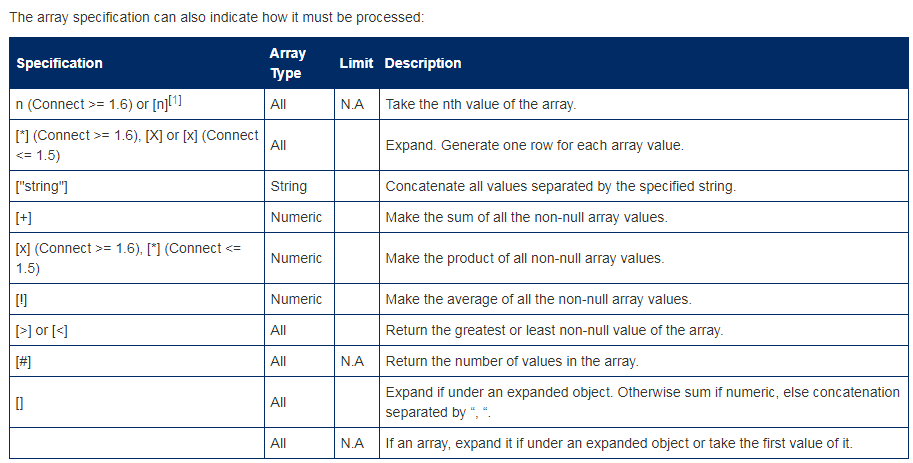 The array specification can also indicate how it must be processed:
Specification Array Type Limit Description
n (Connect >= 1.6) or [n][1] All N.A Take the nth value of the array.
[*] (Connect >= 1.6), [X] or [x] (Connect <= 1.5) All Expand. Generate one row for each array value.
["string"] String Concatenate all values separated by the specified string.
[+] Numeric Make the sum of all the non-null array values.
[x] (Connect >= 1.6), [*] (Connect <= 1.5) Numeric Make the product of all non-null array values.
[!] Numeric Make the average of all the non-null array values.
[>] or [<] All Return the greatest or least non-null value of the array.
[#] All N.A Return the number of values in the array.
[] All Expand if under an expanded object. Otherwise sum if numeric, else concatenation separated by “, “.
All N.A If an array, expand it if under an expanded object or take the first value of it.